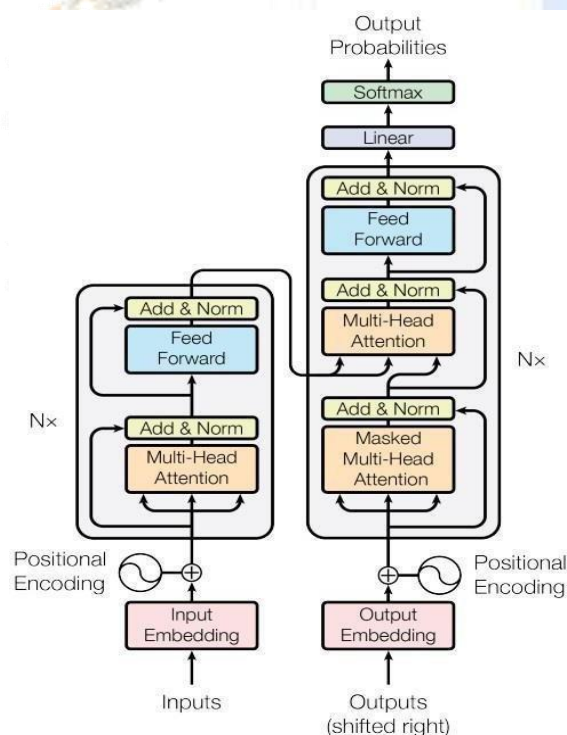 Output
Probabilities
Softmax
Linear
Add & Norm
Feed
Forward
Add & Norm
Multi-Head
Attention
Nx
Add & Norm
Masked
Multi-Head
Attention
Positional
Encoding
Output
Embedding
Outputs
(shifted right)
Add & Norm
Feed
Forward
Nx
Add & Norm
Multi-Head
Attention
Positional
Encoding
Input
Embedding
Inputs